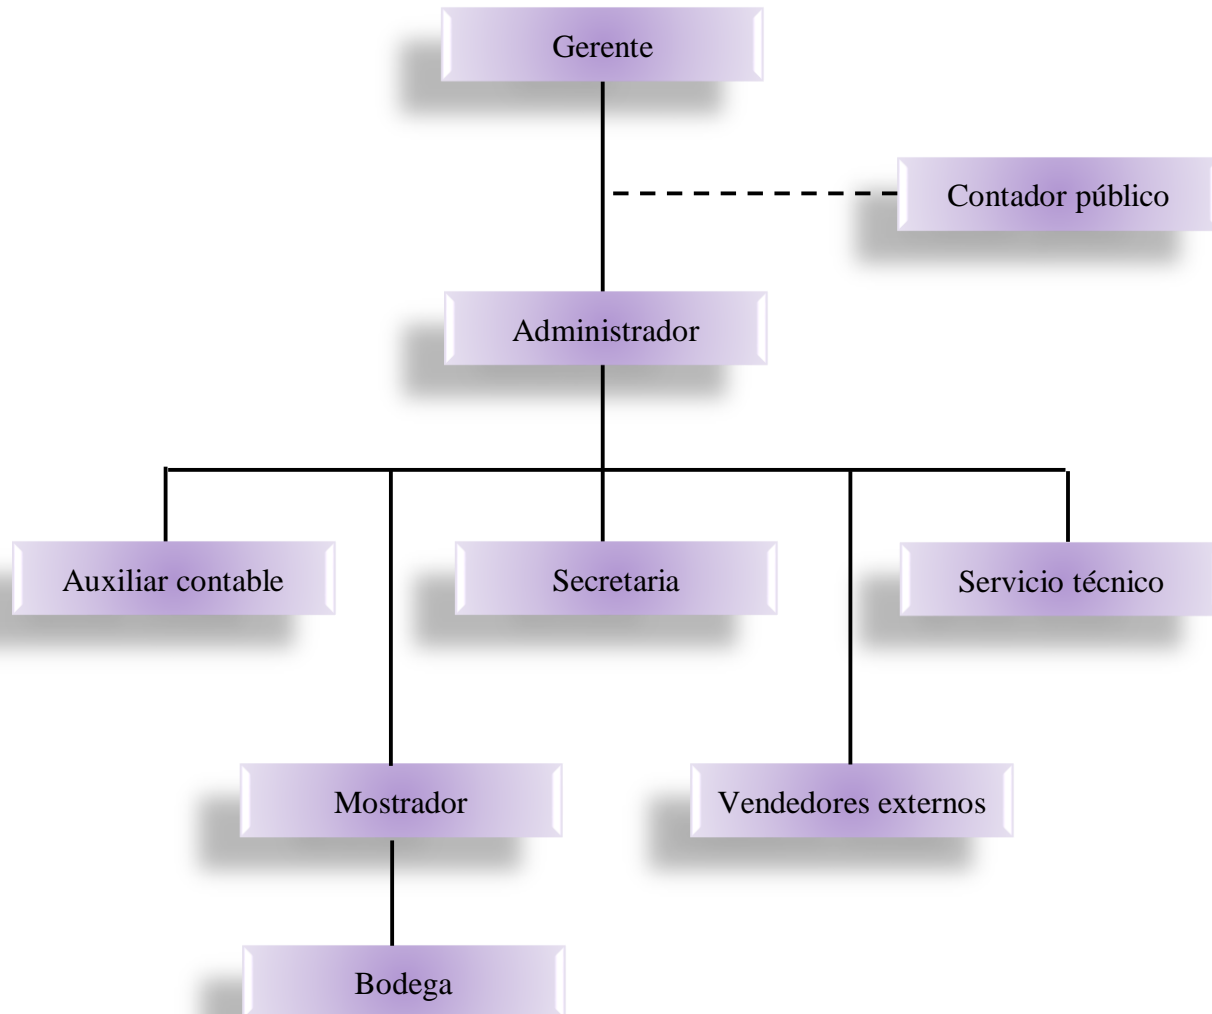 Gerente
Contador público
Administrador
Auxiliar contable
Secretaria
Servicio técnico
Mostrador
Vendedores externos
Bodega